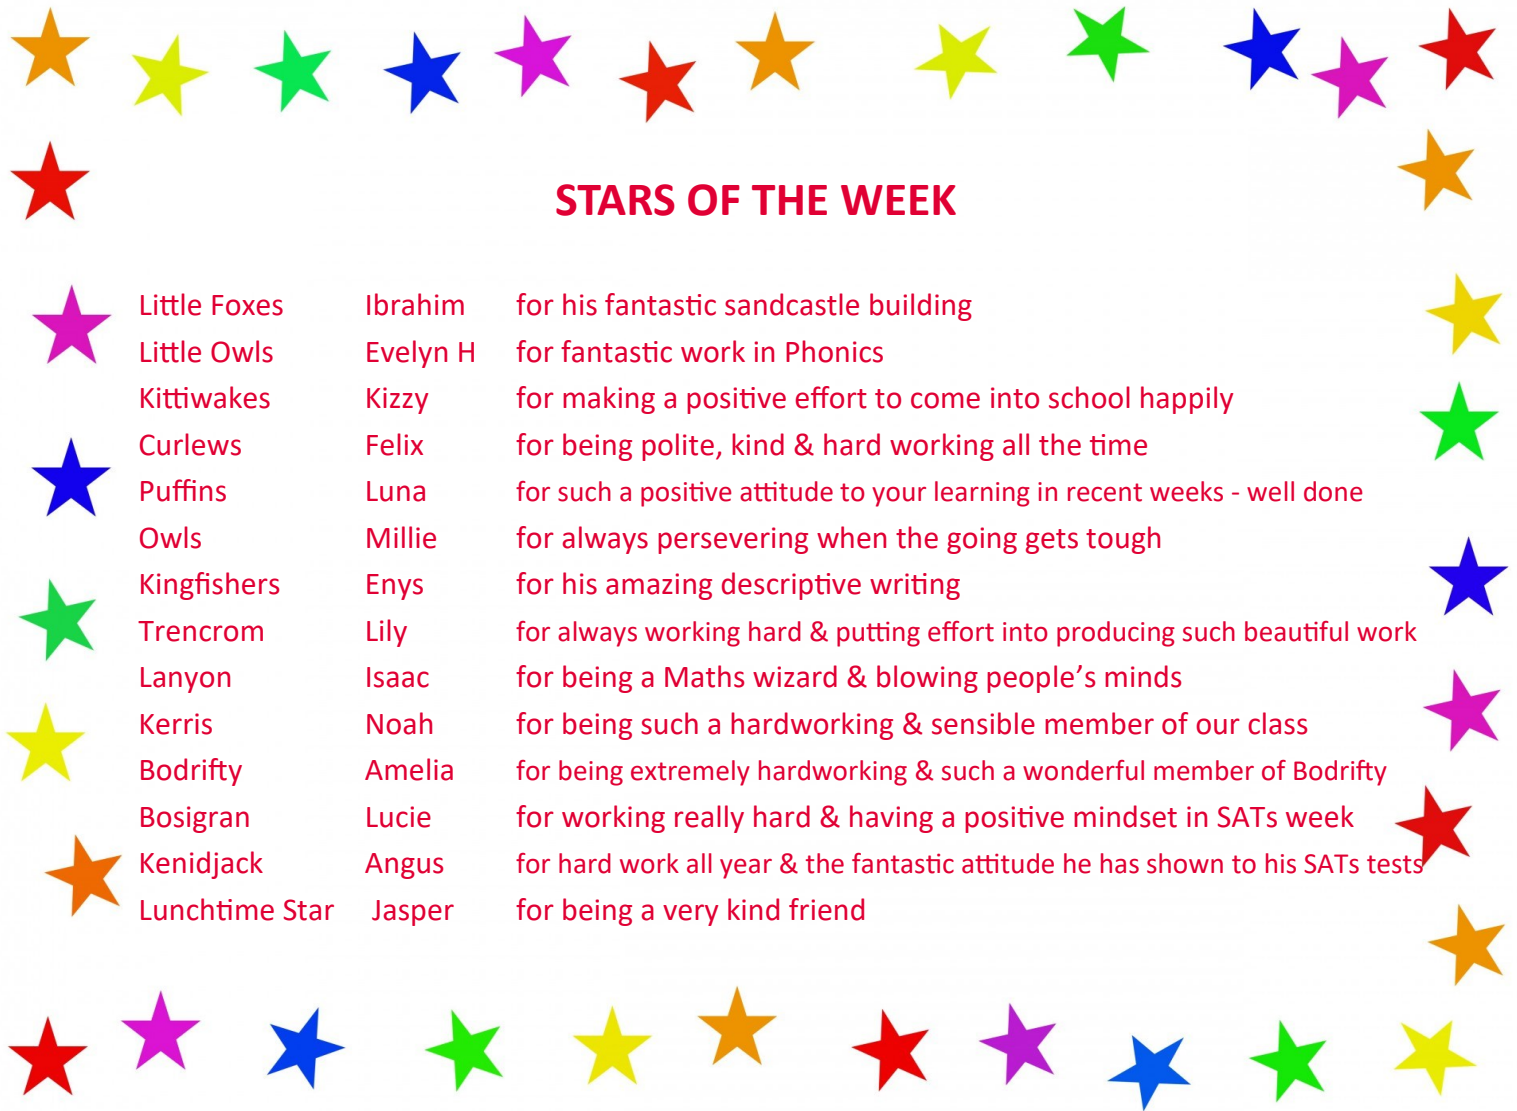 STARS OF THE WEEK
Little Foxes Ibrahim for his fantastic sandcastle building
Little Owls Evelyn H for fantastic work in Phonics
Kittiwakes Kizzy for making a positive effort to come into school happily
Curlews Felix for being polite, kind & hard working all the time
Puffins Luna for such a positive attitude to your learning in recent weeks - well done
Owls Millie for always persevering when the going gets tough
Kingfishers Enys for his amazing descriptive writing
Trencrom Lily for always working hard & putting effort into producing such beautiful work
Lanyon Isaac for being a Maths wizard & blowing people’s minds
Kerris Noah for being such a hardworking & sensible member of our class
Bodrifty Amelia for being extremely hardworking & such a wonderful member of Bodrifty
Bosigran Lucie for working really hard & having a positive mindset in SATs week
Kenidjack Angus for hard work all year & the fantastic attitude he has shown to his SATs tests
Lunchtime Star Jasper for being a very kind friend